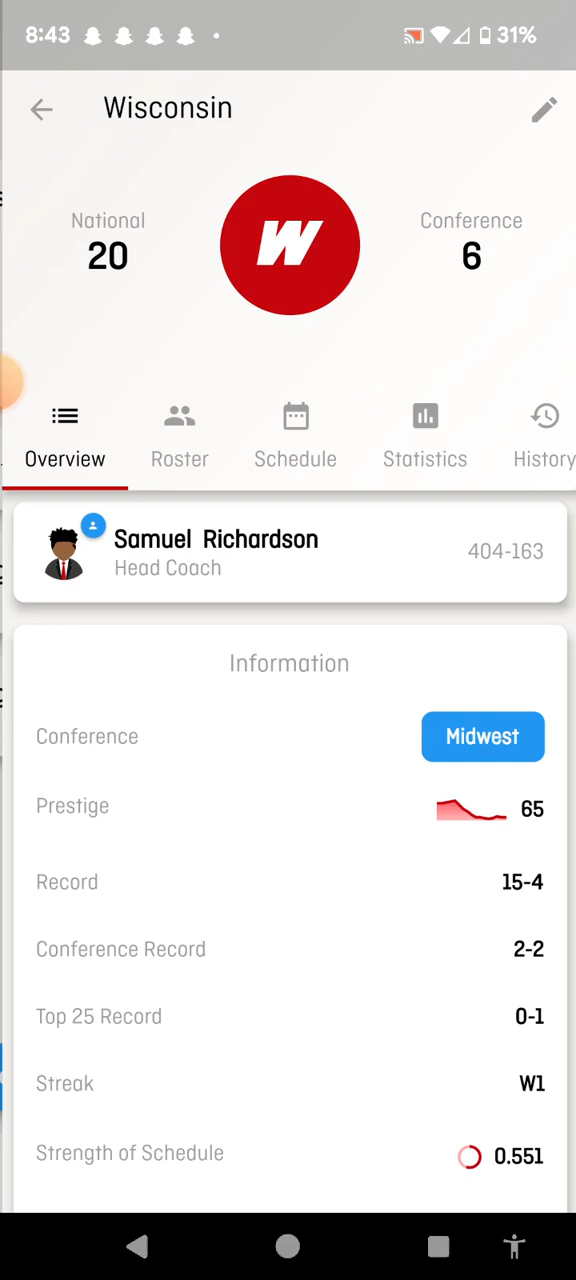 8:43 31%
Wisconsin
National Conference
20 W 6
Overview Roster Schedule Statistics History
Samuel Richardson
Head Coach
404-163
Information
Conference Midwest
Prestige 65
Record 15-4
Conference Record 2-2
Top 25 Record 0-1
Streak W1
Strength of Schedule 0.551